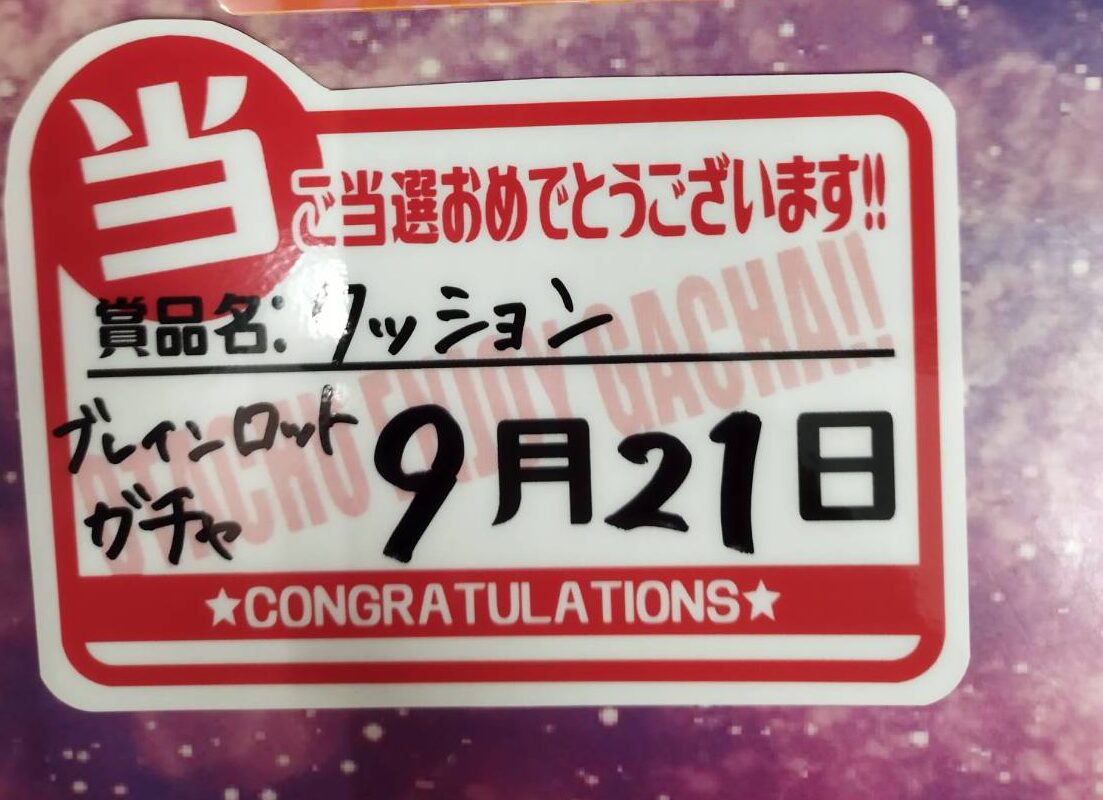 当
ご当選おめでとうございます!!
賞品名:クッション
ブレインロット
ガチャ
9月21日
★CONGRATULATIONS★
ENJOY GACHA!!